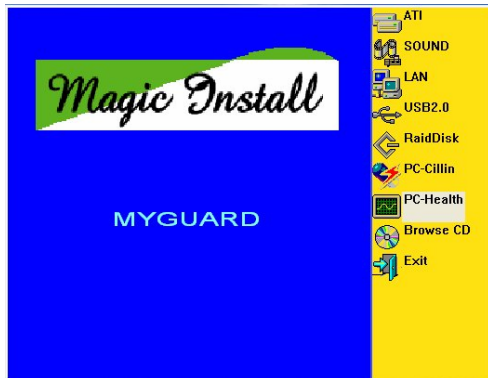 Magic Install
MYGUARD
ATI
SOUND
LAN
USB2.0
RaidDisk
PC-Cillin
PC-Health
Browse CD
Exit